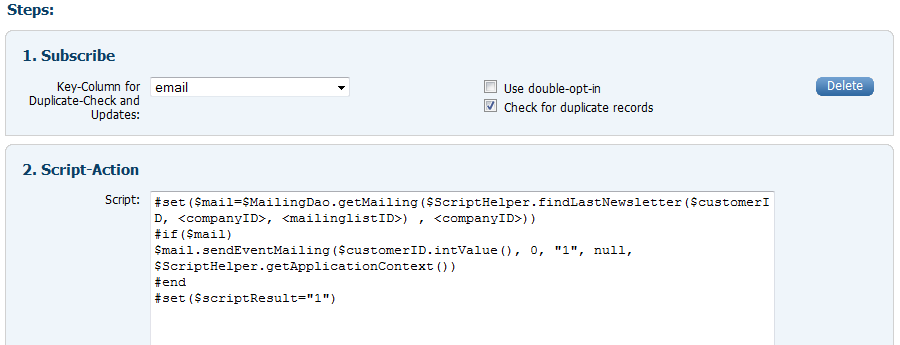 Steps:
1. Subscribe
Key-Column for
Duplicate-Check and
Updates:
email
Use double-opt-in
Check for duplicate records
Delete
2. Script-Action
Script:
#set($mail=$MailingDao.getMailing($ScriptHelper.findLastNewsletter($customerI
D, <companyID>, <mailinglistID>) , <companyID>))
#if($mail)
$mail.sendEventMailing($customerID.intValue(), 0, "1", null,
$ScriptHelper.getApplicationContext())
#end
#set($scriptResult="1")